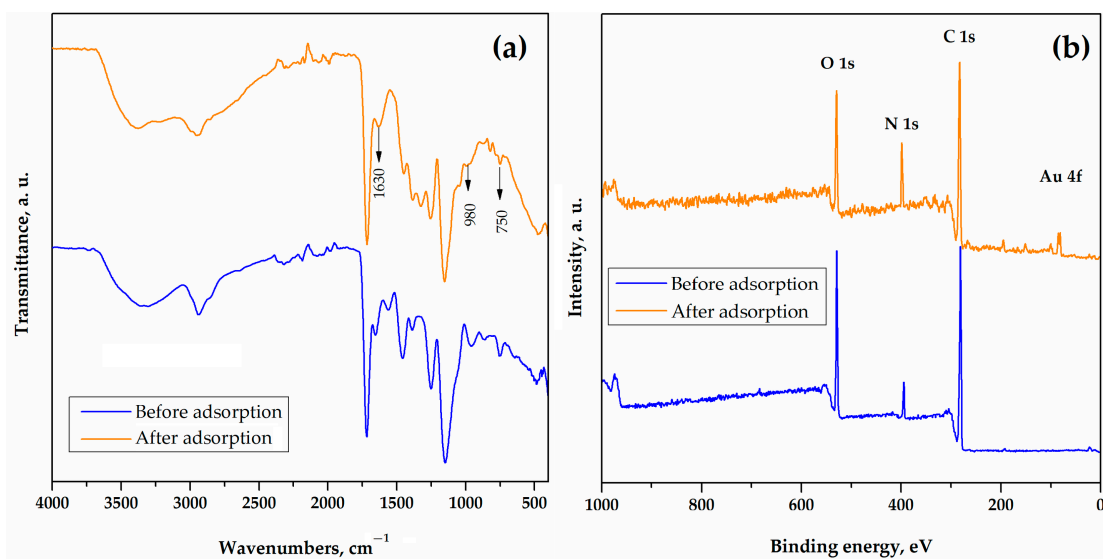 (a)
Transmittance, a. u.
1630
980
750
Before adsorption
After adsorption
4000 3500 3000 2500 2000 1500 1000 500
Wavenumbers, cm−1
(b)
C 1s
O 1s
N 1s
Au 4f
Intensity, a. u.
Before adsorption
After adsorption
1000 800 600 400 200 0
Binding energy, eV